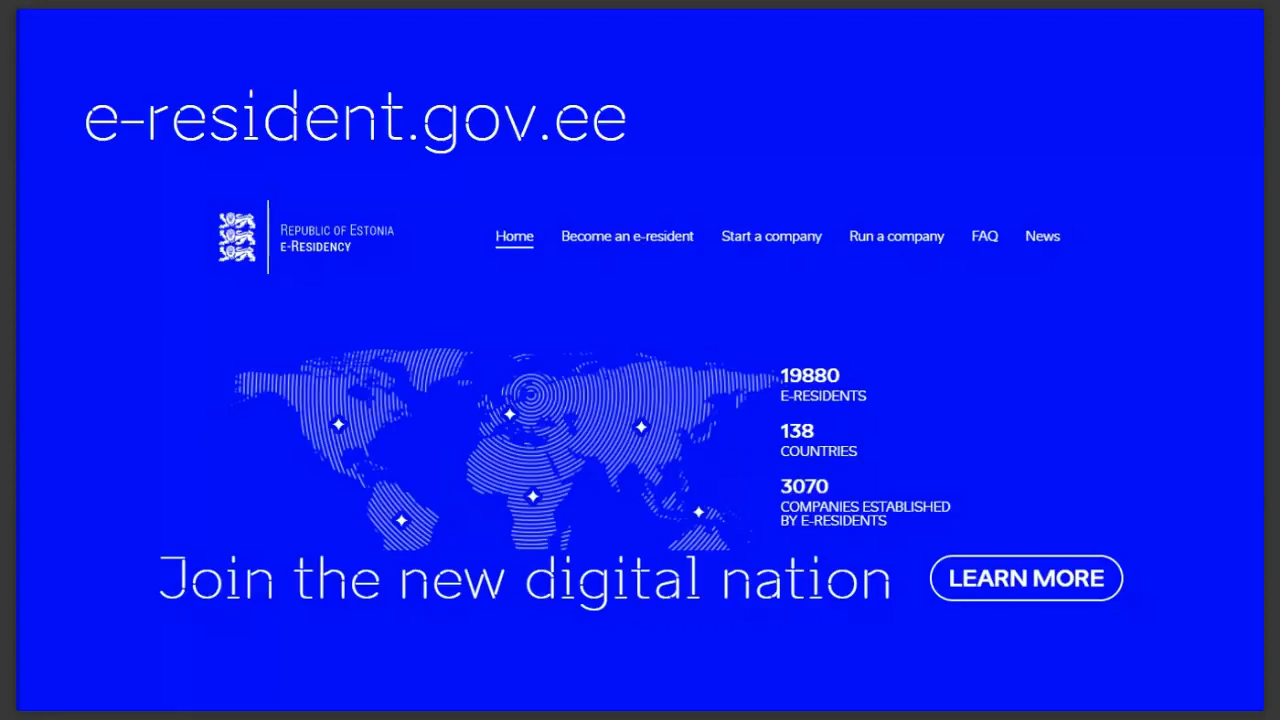 e-resident.gov.ee
REPUBLIC OF ESTONIA
E-RESIDENCY
Home Become an e-resident Start a company Run a company FAQ News
19880
E-RESIDENTS
138
COUNTRIES
3070
COMPANIES ESTABLISHED
BY E-RESIDENTS
Join the new digital nation LEARN MORE